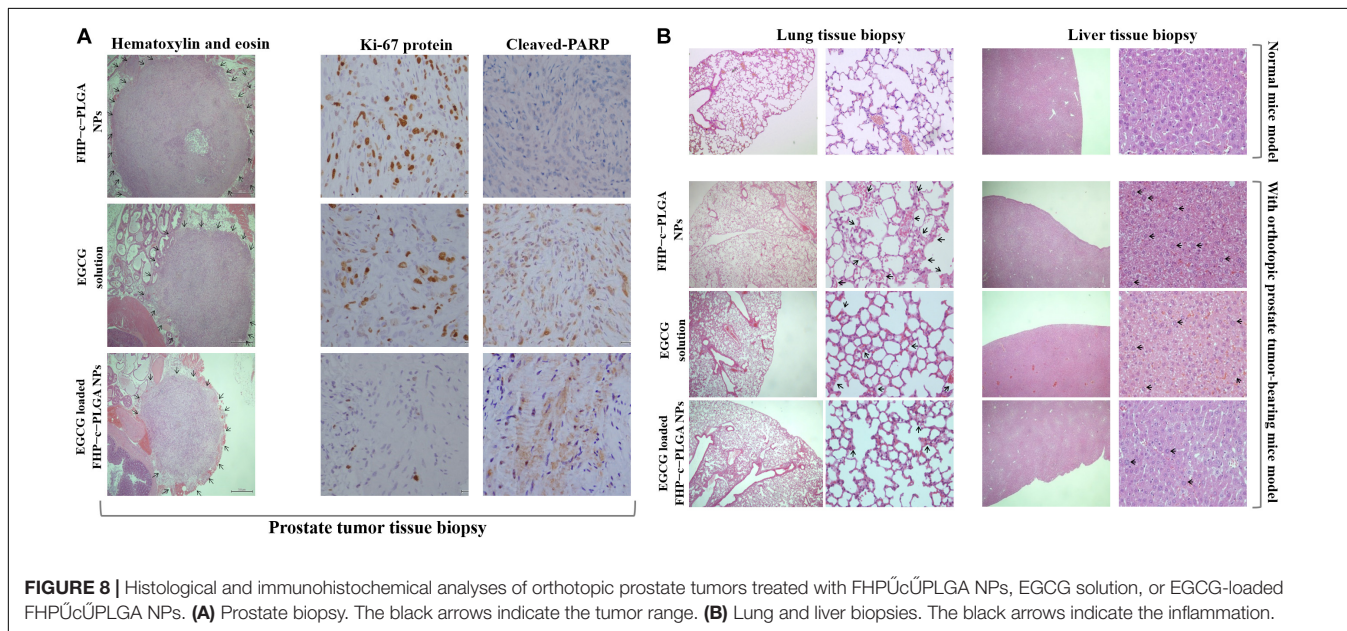 A
Hematoxylin and eosin
Ki-67 protein
Cleaved-PARP
FHP–c–PLGA
NPs
EGCG
solution
EGCG loaded
FHP–c–PLGA NPs
Prostate tumor tissue biopsy
B
Lung tissue biopsy
Liver tissue biopsy
Normal mice model
FHP–c–PLGA
NPs
EGCG
solution
EGCG loaded
FHP–c–PLGA NPs
With orthotopic prostate tumor-bearing mice model
FIGURE 8 | Histological and immunohistochemical analyses of orthotopic prostate tumors treated with FHPŰcŰPLGA NPs, EGCG solution, or EGCG-loaded
FHPŰcŰPLGA NPs. (A) Prostate biopsy. The black arrows indicate the tumor range. (B) Lung and liver biopsies. The black arrows indicate the inflammation.